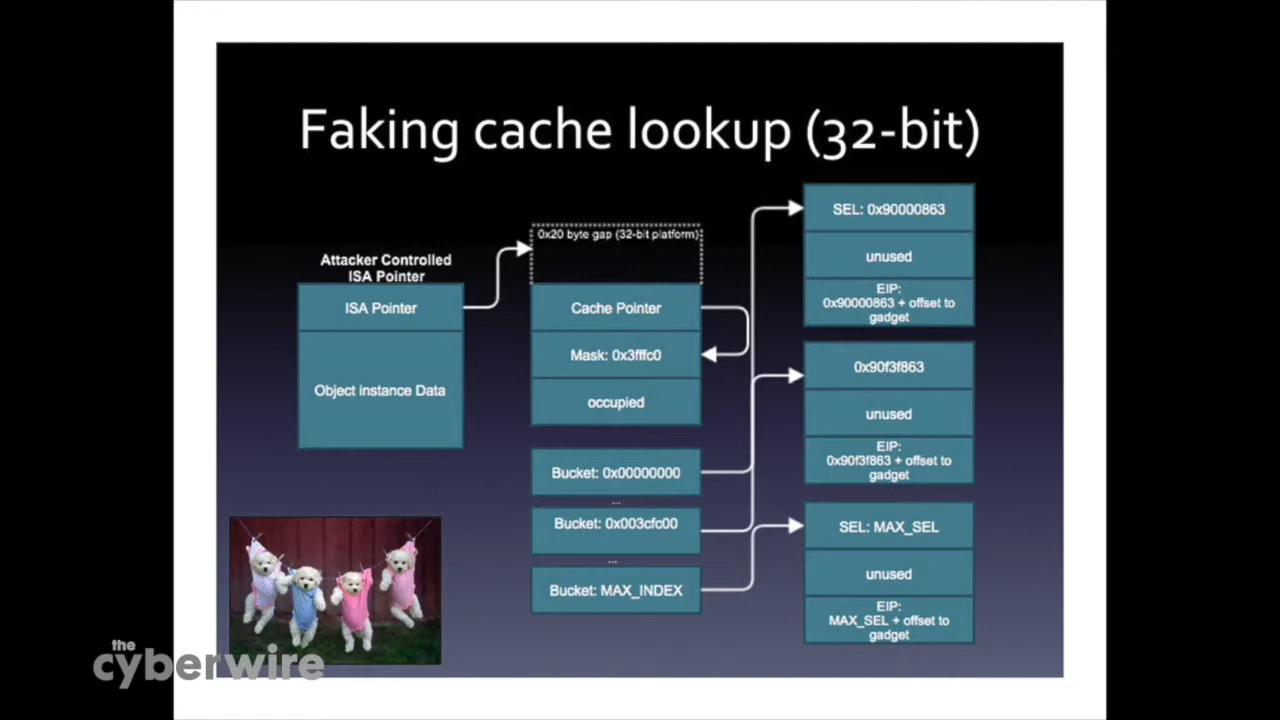 Faking cache lookup (32-bit)
Attacker Controlled
ISA Pointer
ISA Pointer
Object instance Data
0x20 byte gap (32-bit platform)
Cache Pointer
Mask: 0x3fffc0
occupied
Bucket: 0x00000000
...
Bucket: 0x003cfc00
...
Bucket: MAX_INDEX
SEL: 0x90000863
unused
EIP:
0x90000863 + offset to
gadget
0x90f3f863
unused
EIP:
0x90f3f863 + offset to
gadget
SEL: MAX_SEL
unused
EIP:
MAX_SEL + offset to
gadget
the
cyberwire